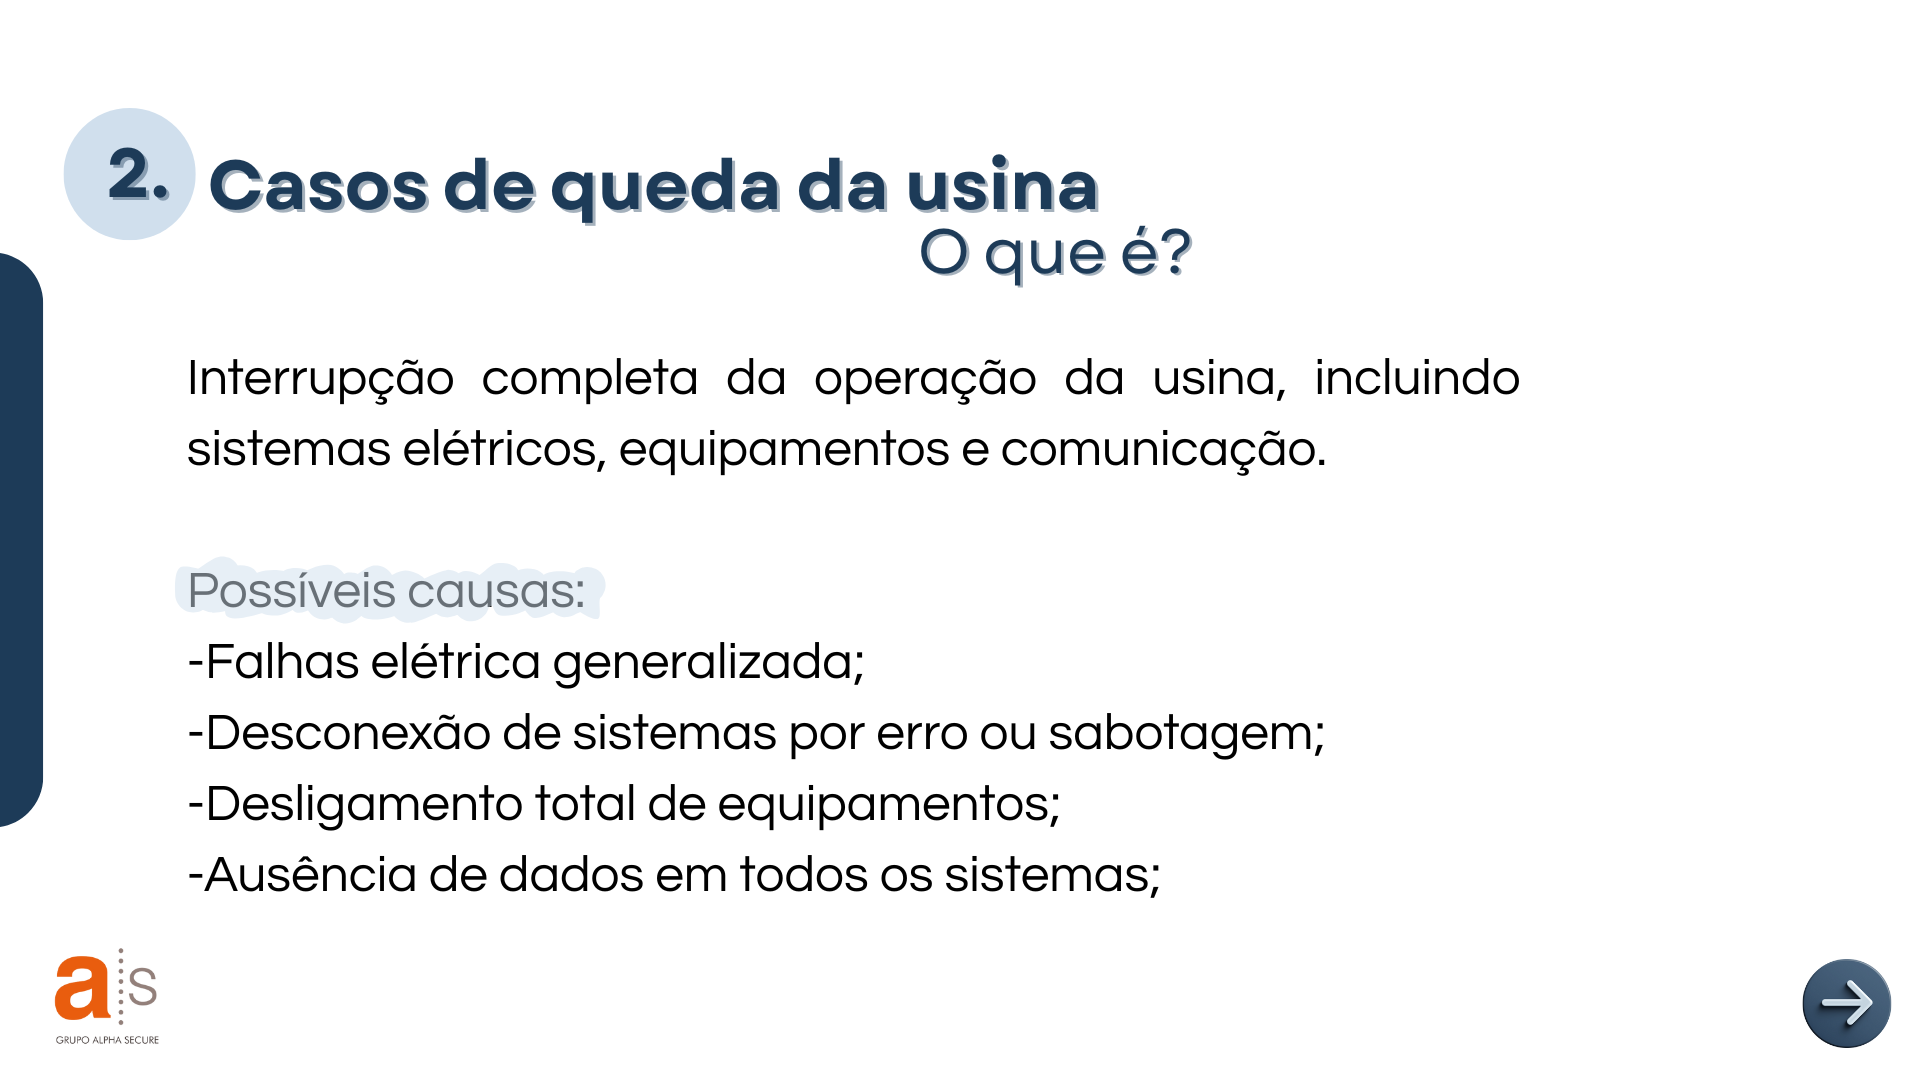 2. Casos de queda da usina
O que é?
Interrupção completa da operação da usina, incluindo
sistemas elétricos, equipamentos e comunicação.
Possíveis causas:
-Falhas elétrica generalizada;
-Desconexão de sistemas por erro ou sabotagem;
-Desligamento total de equipamentos;
-Ausência de dados em todos os sistemas;
a s
GRUPO ALPHA SECURE